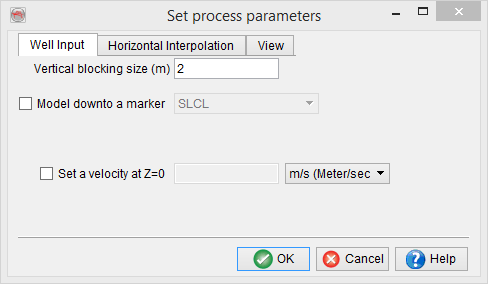 Set process parameters
Well Input Horizontal Interpolation View
Vertical blocking size (m) 2
Model downto a marker SLCL
Set a velocity at Z=0 m/s (Meter/sec
OK Cancel Help